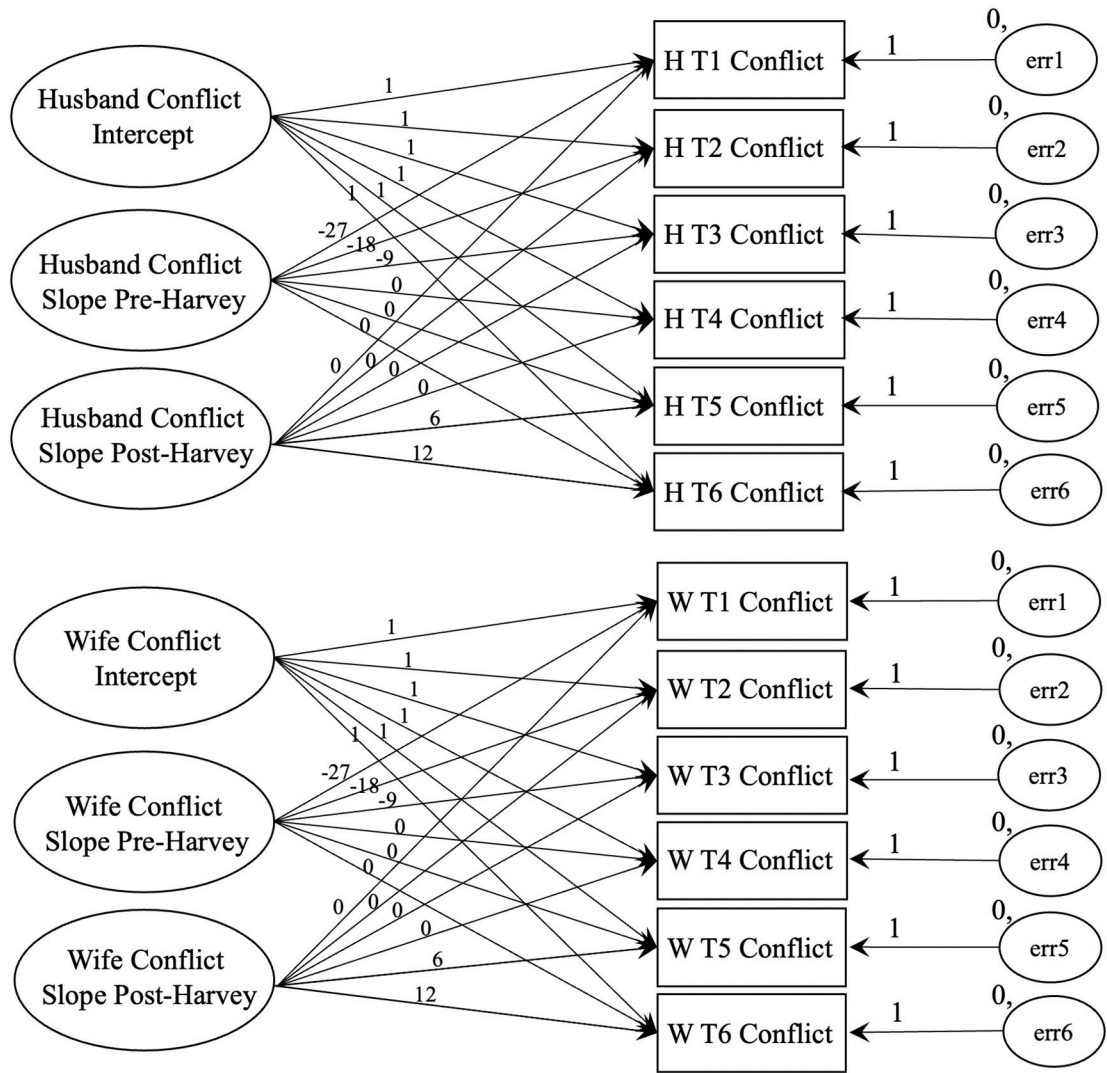 Husband Conflict
Intercept
Husband Conflict
Slope Pre-Harvey
Husband Conflict
Slope Post-Harvey
1
1
1
1
1
1
-27
-18
-9
0
0
0
0
0
0
0
6
12
H T1 Conflict
H T2 Conflict
H T3 Conflict
H T4 Conflict
H T5 Conflict
H T6 Conflict
1
0,
err1
1
0,
err2
1
0,
err3
1
0,
err4
1
0,
err5
1
0,
err6
Wife Conflict
Intercept
Wife Conflict
Slope Pre-Harvey
Wife Conflict
Slope Post-Harvey
1
1
1
1
1
1
-27
-18
-9
0
0
0
0
0
0
0
6
12
W T1 Conflict
W T2 Conflict
W T3 Conflict
W T4 Conflict
W T5 Conflict
W T6 Conflict
1
0,
err1
1
0,
err2
1
0,
err3
1
0,
err4
1
0,
err5
1
0,
err6